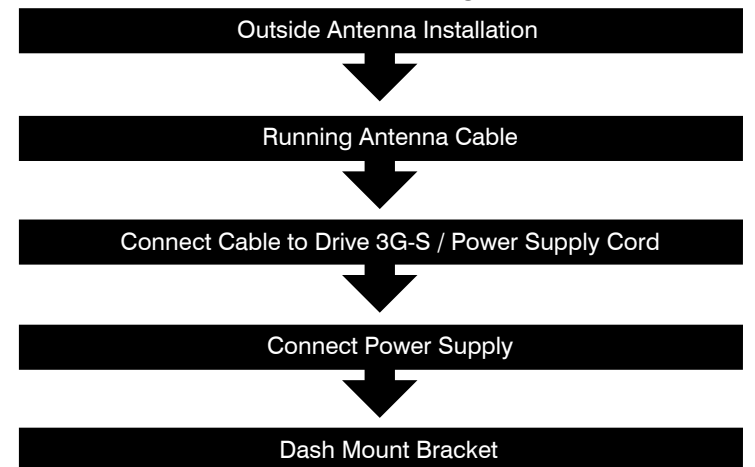 Outside Antenna Installation
Running Antenna Cable
Connect Cable to Drive 3G-S / Power Supply Cord
Connect Power Supply
Dash Mount Bracket